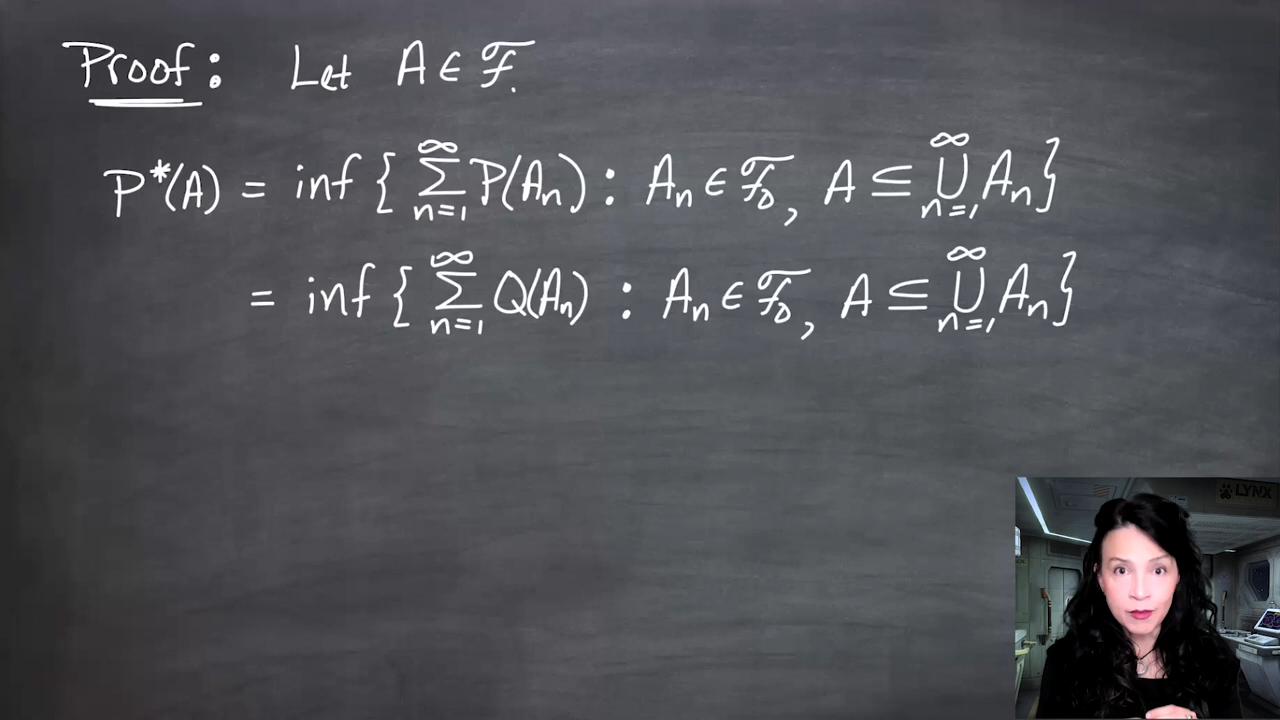 Proof: Let A ∈ ℱ.
P*(A) = inf { ∑_{n=1}^{∞} P(A_n) : A_n ∈ ℱ_0, A ⊆ ⋃_{n=1}^{∞} A_n }
= inf { ∑_{n=1}^{∞} Q(A_n) : A_n ∈ ℱ_0, A ⊆ ⋃_{n=1}^{∞} A_n }
LYNX